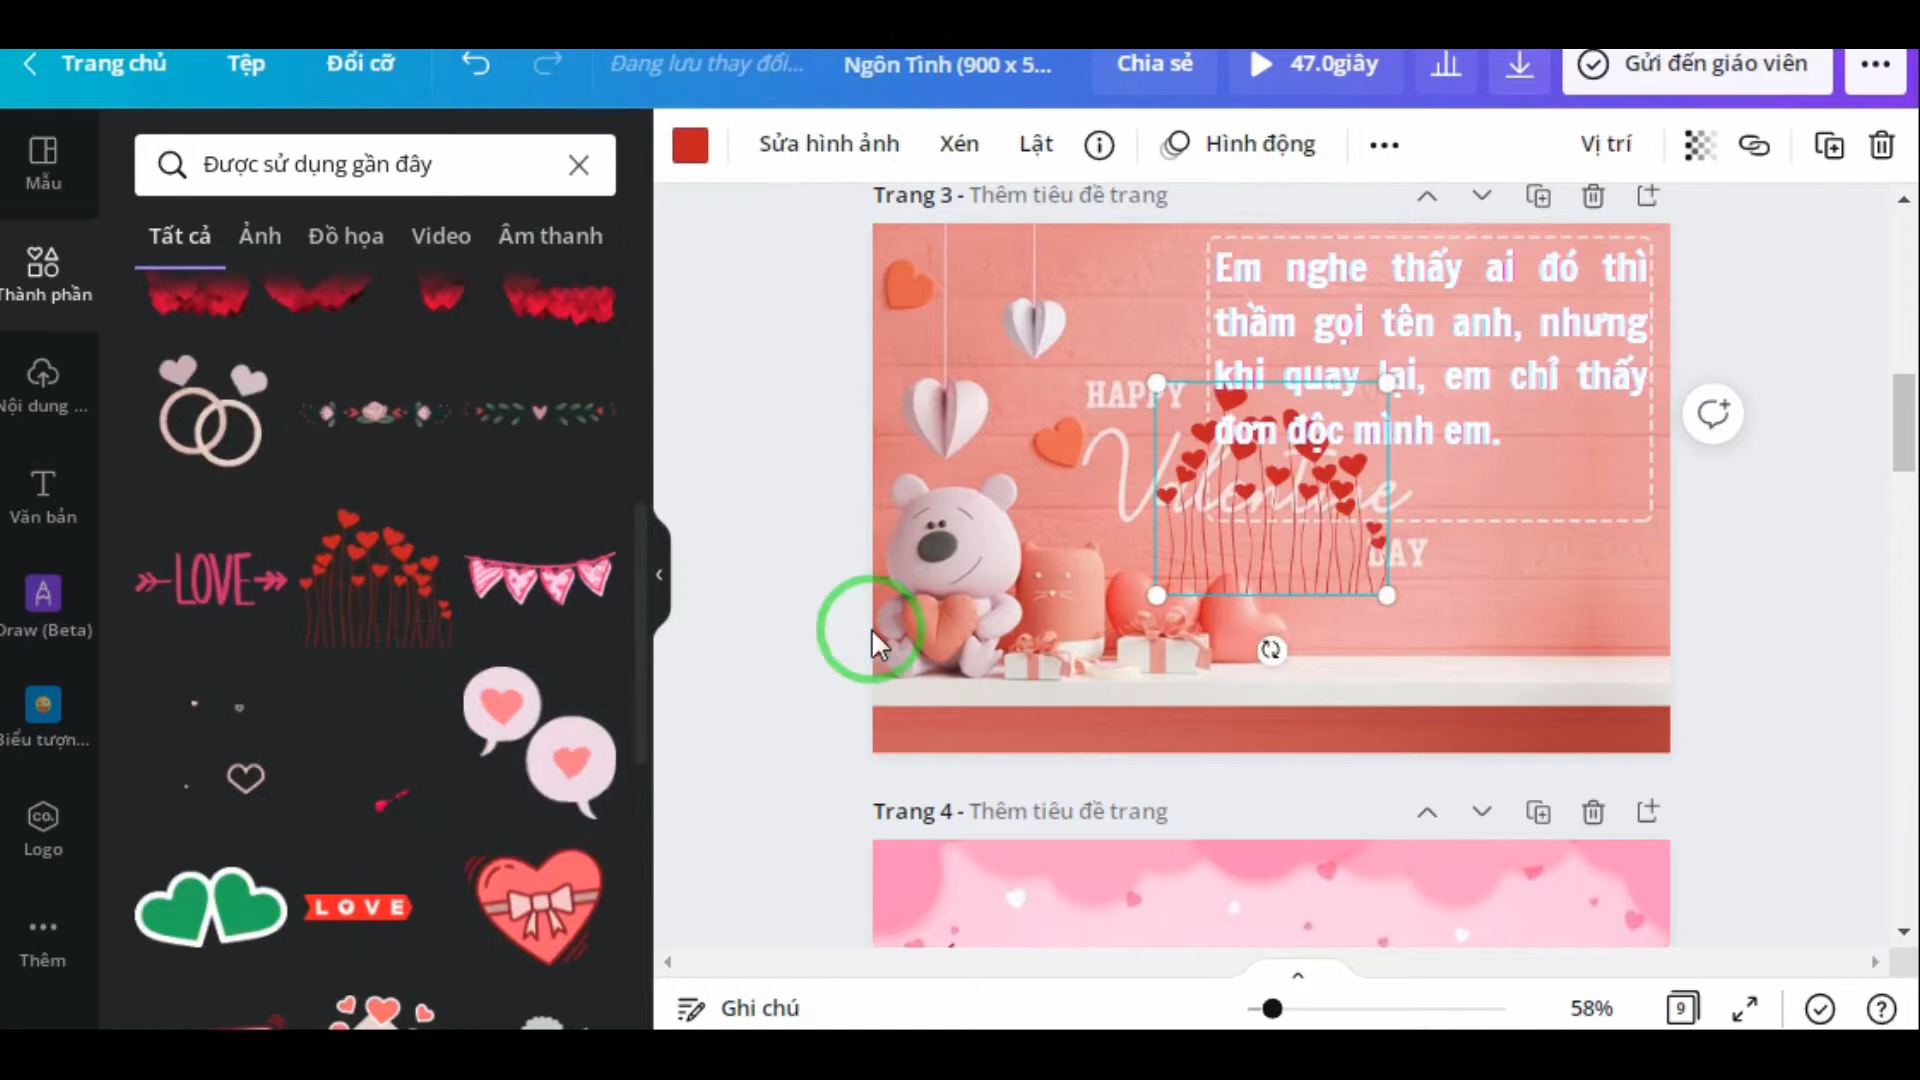 Trang chủ
Tệp
Đổi cỡ
Đang lưu thay đổi...
Ngôn Tình (900 x 5...
Chia sẻ
47.0giây
Gửi đến giáo viên
Mẫu
Thành phần
Nội dung ...
Văn bản
Draw (Beta)
Biểu tượn...
CO.
Logo
Thêm
Được sử dụng gần đây
Tất cả
Ảnh
Đồ họa
Video
Âm thanh
LOVE
LOVE
Sửa hình ảnh
Xén
Lật
Hình động
Vị trí
Trang 3 - Thêm tiêu đề trang
Em nghe thấy ai đó thì
thầm gọi tên anh, nhưng
khi quay lại, em chỉ thấy
đơn độc mình em.
HAPPY
Valentine
DAY
Trang 4 - Thêm tiêu đề trang
Ghi chú
58%
9